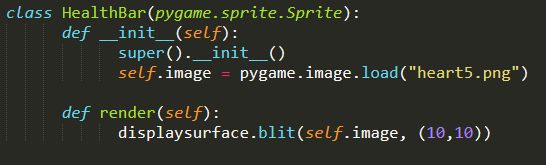 class HealthBar(pygame.sprite.Sprite):
    def __init__(self):
        super().__init__()
        self.image = pygame.image.load("heart5.png")

    def render(self):
        displaysurface.blit(self.image, (10,10))